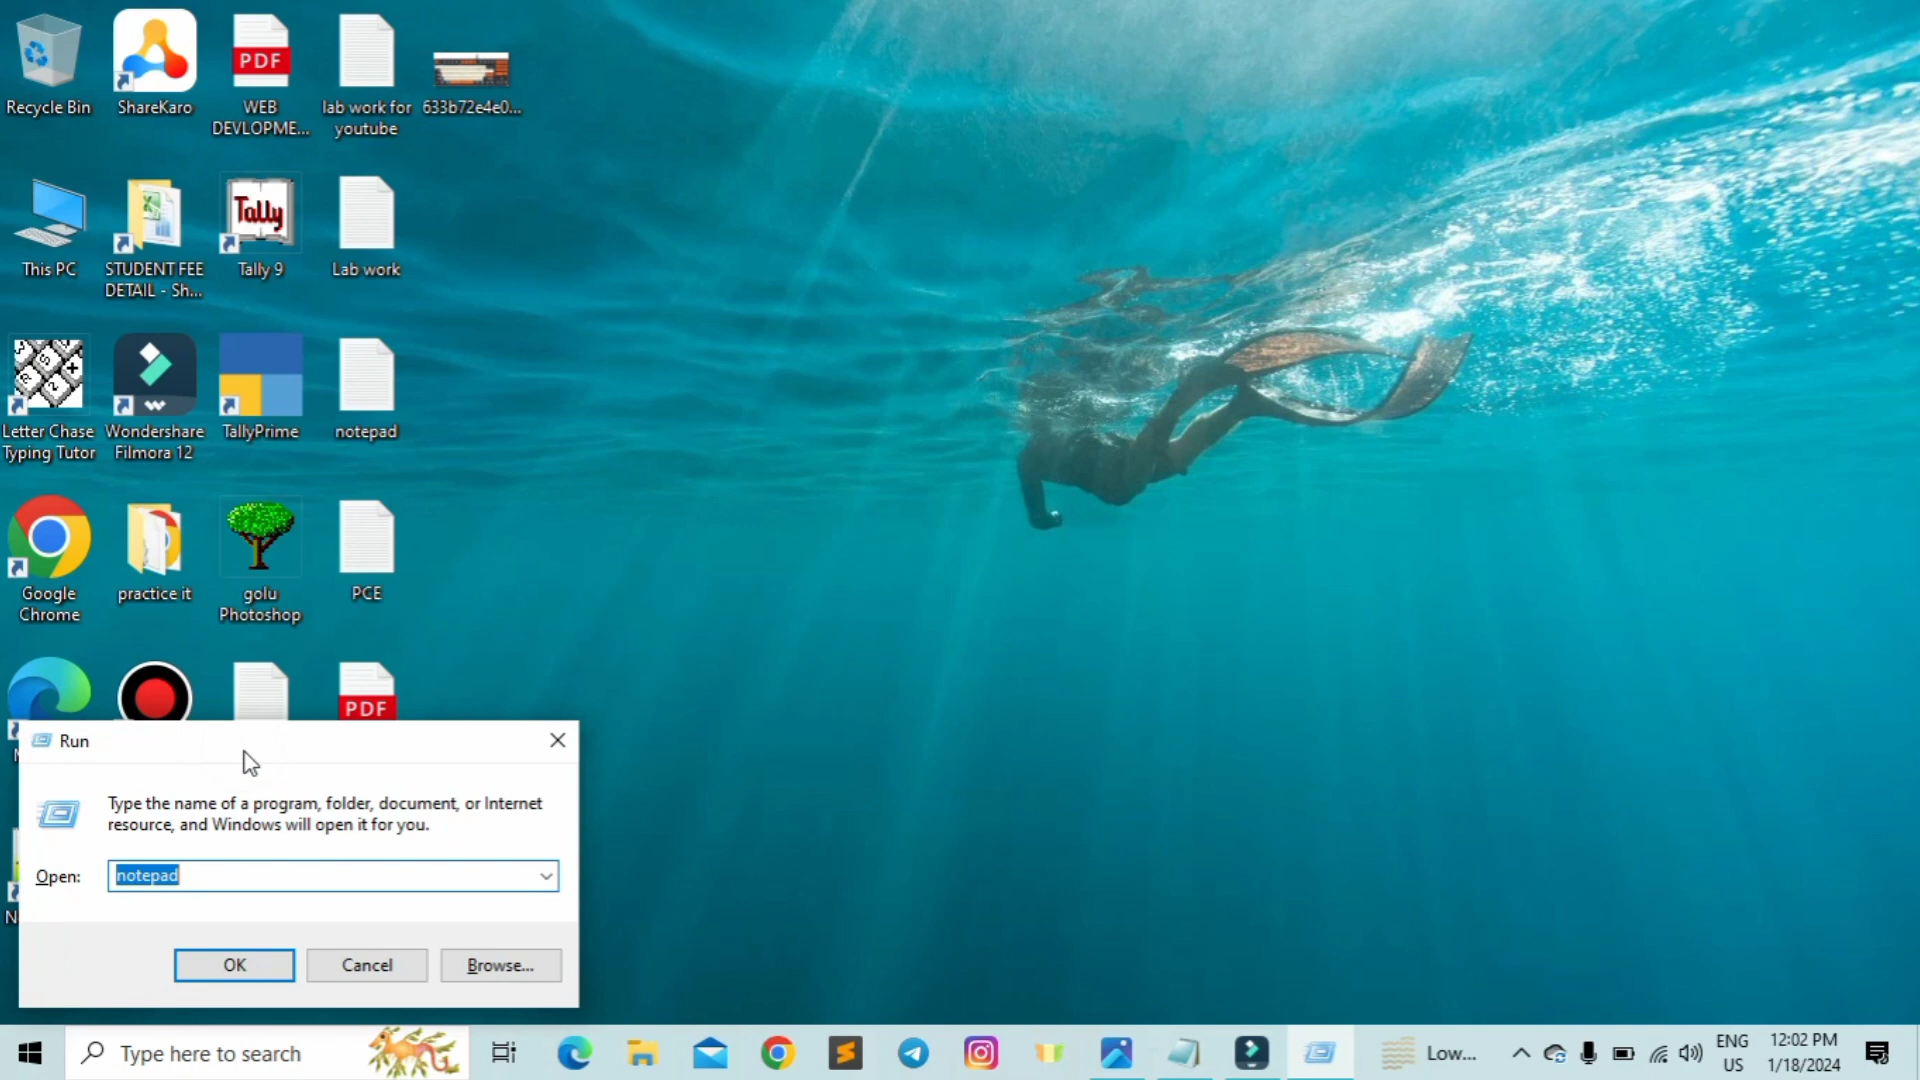 Recycle Bin
ShareKaro
PDF
WEB
DEVLOPME...
lab work for
youtube
633b72e4e0...
This PC
STUDENT FEE
DETAIL - Sh...
Tally
Tally 9
Lab work
Letter Chase
Typing Tutor
Wondershare
Filmora 12
TallyPrime
notepad
Google
Chrome
practice it
golu
Photoshop
PCE
PDF
Run
Type the name of a program, folder, document, or Internet
resource, and Windows will open it for you.
Open:
notepad
OK
Cancel
Browse...
Type here to search
Low...
ENG
US
12:02 PM
1/18/2024